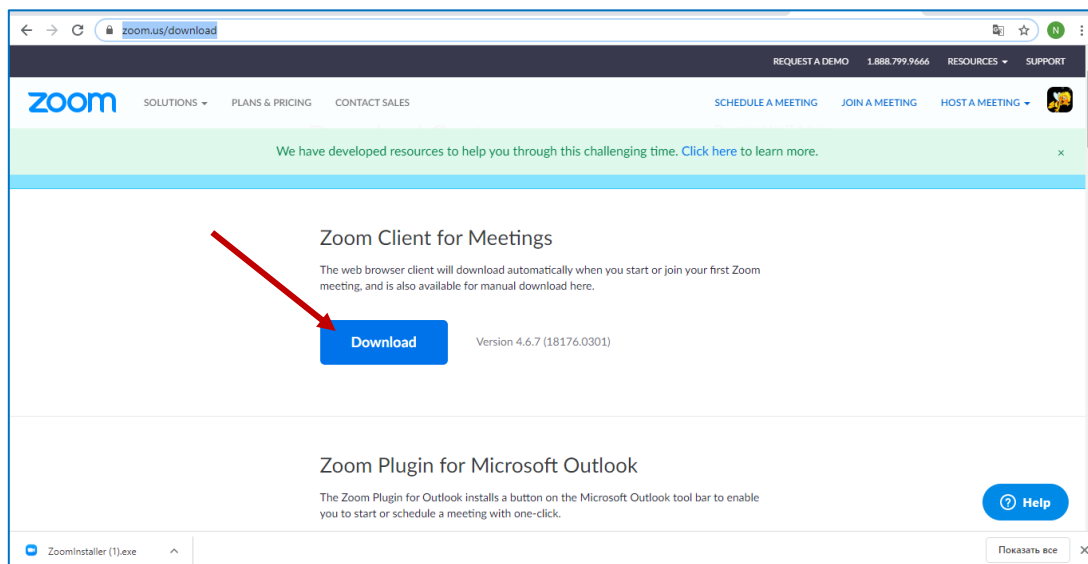 zoom.us/download
N
REQUEST A DEMO 1.888.799.9666 RESOURCES SUPPORT
zoom SOLUTIONS PLANS & PRICING CONTACT SALES SCHEDULE A MEETING JOIN A MEETING HOST A MEETING
We have developed resources to help you through this challenging time. Click here to learn more. ×
Zoom Client for Meetings
The web browser client will download automatically when you start or join your first Zoom
meeting, and is also available for manual download here.
Download Version 4.6.7 (18176.0301)
Zoom Plugin for Microsoft Outlook
The Zoom Plugin for Outlook installs a button on the Microsoft Outlook tool bar to enable
you to start or schedule a meeting with one-click.
? Help
ZoomInstaller (1).exe Показать все